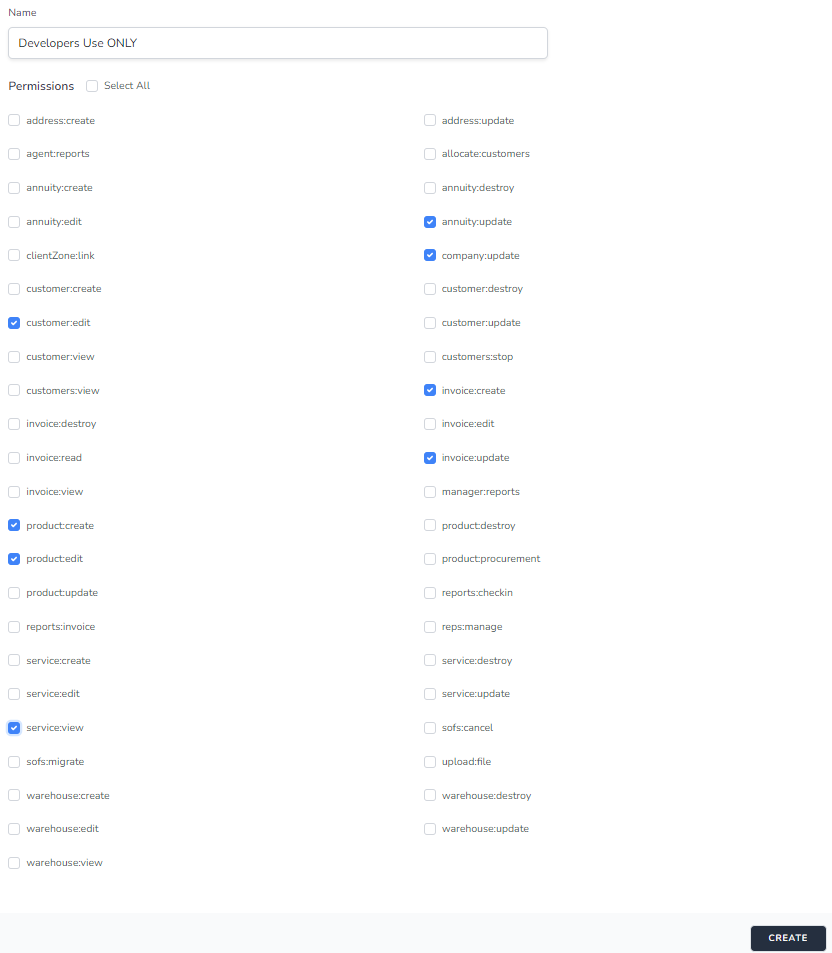 Name
Developers Use ONLY
Permissions Select All
address:create address:update
agent:reports allocate:customers
annuity:create annuity:destroy
annuity:edit annuity:update
clientZone:link company:update
customer:create customer:destroy
customer:edit customer:update
customer:view customers:stop
customers:view invoice:create
invoice:destroy invoice:edit
invoice:read invoice:update
invoice:view manager:reports
product:create product:destroy
product:edit product:procurement
product:update reports:checkin
reports:invoice reps:manage
service:create service:destroy
service:edit service:update
service:view sofs:cancel
sofs:migrate upload:file
warehouse:create warehouse:destroy
warehouse:edit warehouse:update
warehouse:view
CREATE